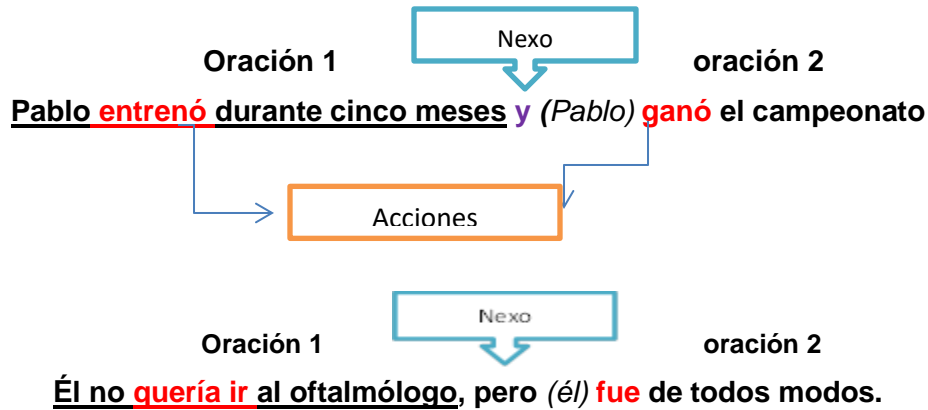 Nexo
Oración 1 oración 2
Pablo entrenó durante cinco meses y (Pablo) ganó el campeonato
Acciones
Nexo
Oración 1 oración 2
Él no quería ir al oftalmólogo, pero (él) fue de todos modos.